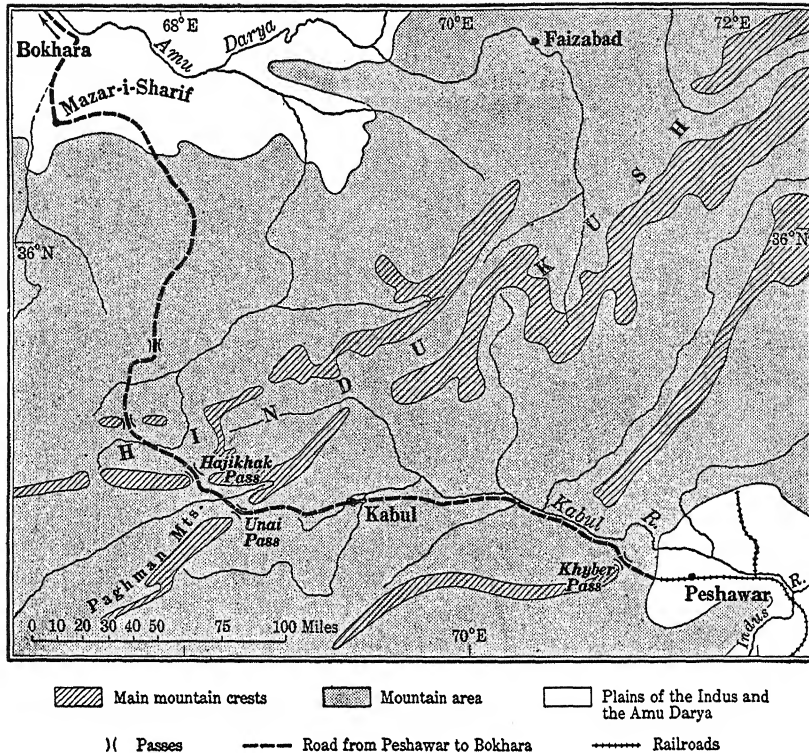 68°E
70°E
72°E
Bokhara
Amu Darya
Faizabad
Mazar-i-Sharif
36°N
36°N
HINDU KUSH
Hajikhak
Pass
Unai
Pass
Kabul
Kabul R.
Paghman Mts.
Khyber
Pass
Peshawar
Indus R.
0 10 20 30 40 50 75 100 Miles
70°E
Main mountain crests
Mountain area
Plains of the Indus and
the Amu Darya
Passes
Road from Peshawar to Bokhara
Railroads